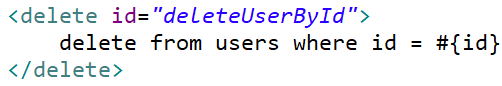 <delete id="deleteUserById">
    delete from users where id = #{id}
</delete>